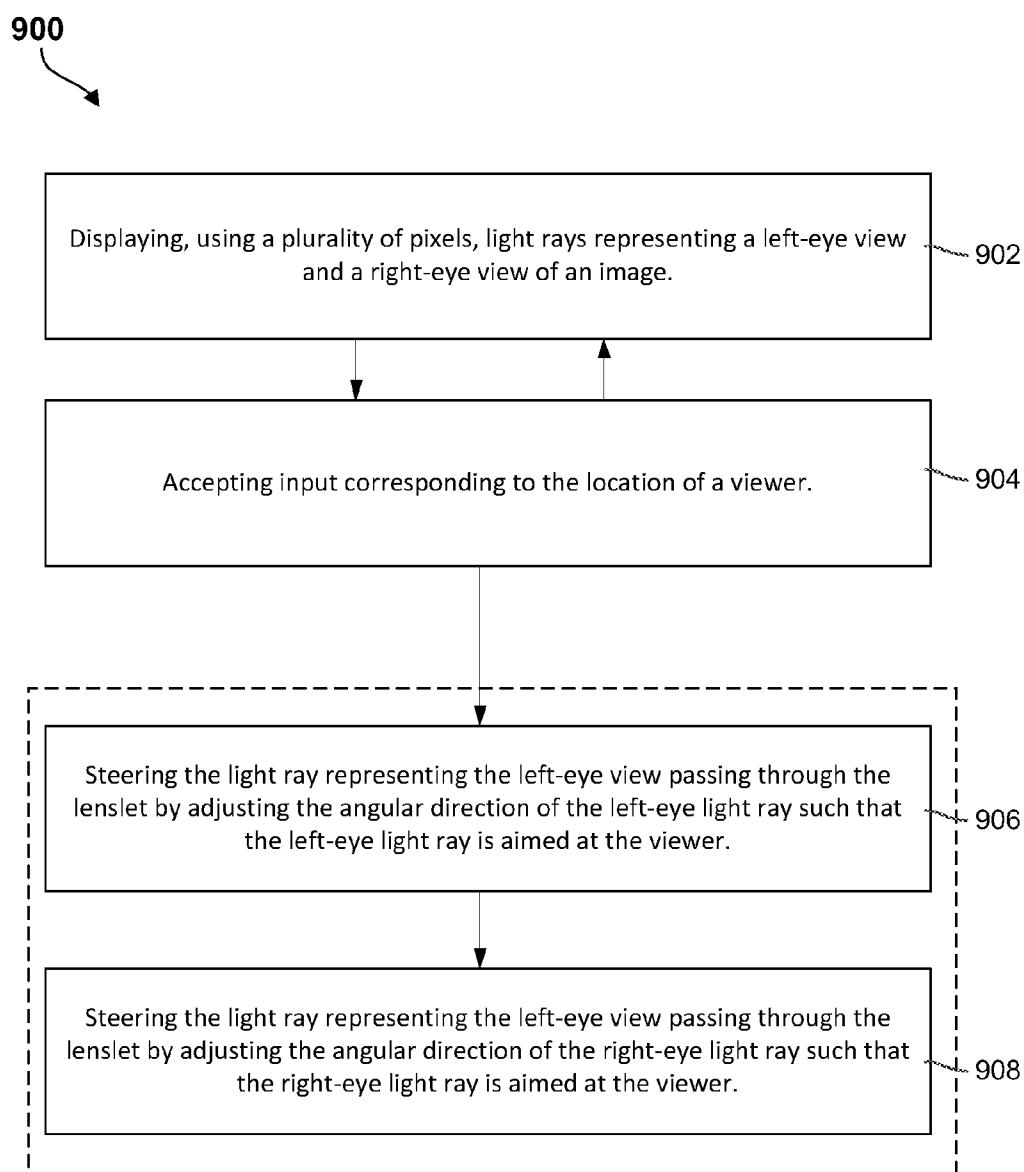 900
Displaying, using a plurality of pixels, light rays representing a left-eye view
and a right-eye view of an image.
902
Accepting input corresponding to the location of a viewer.
904
Steering the light ray representing the left-eye view passing through the
lenslet by adjusting the angular direction of the left-eye light ray such that
the left-eye light ray is aimed at the viewer.
906
Steering the light ray representing the left-eye view passing through the
lenslet by adjusting the angular direction of the right-eye light ray such that
the right-eye light ray is aimed at the viewer.
908